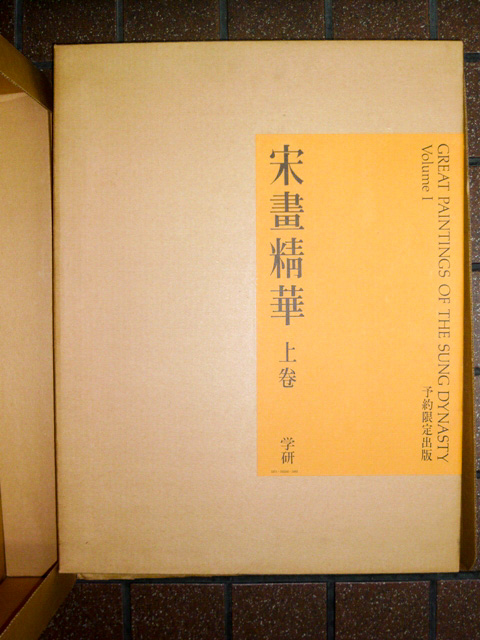 GREAT PAINTINGS OF THE SUNG DYNASTY
Volume I
予約限定出版
宋畫精華 上卷
学研